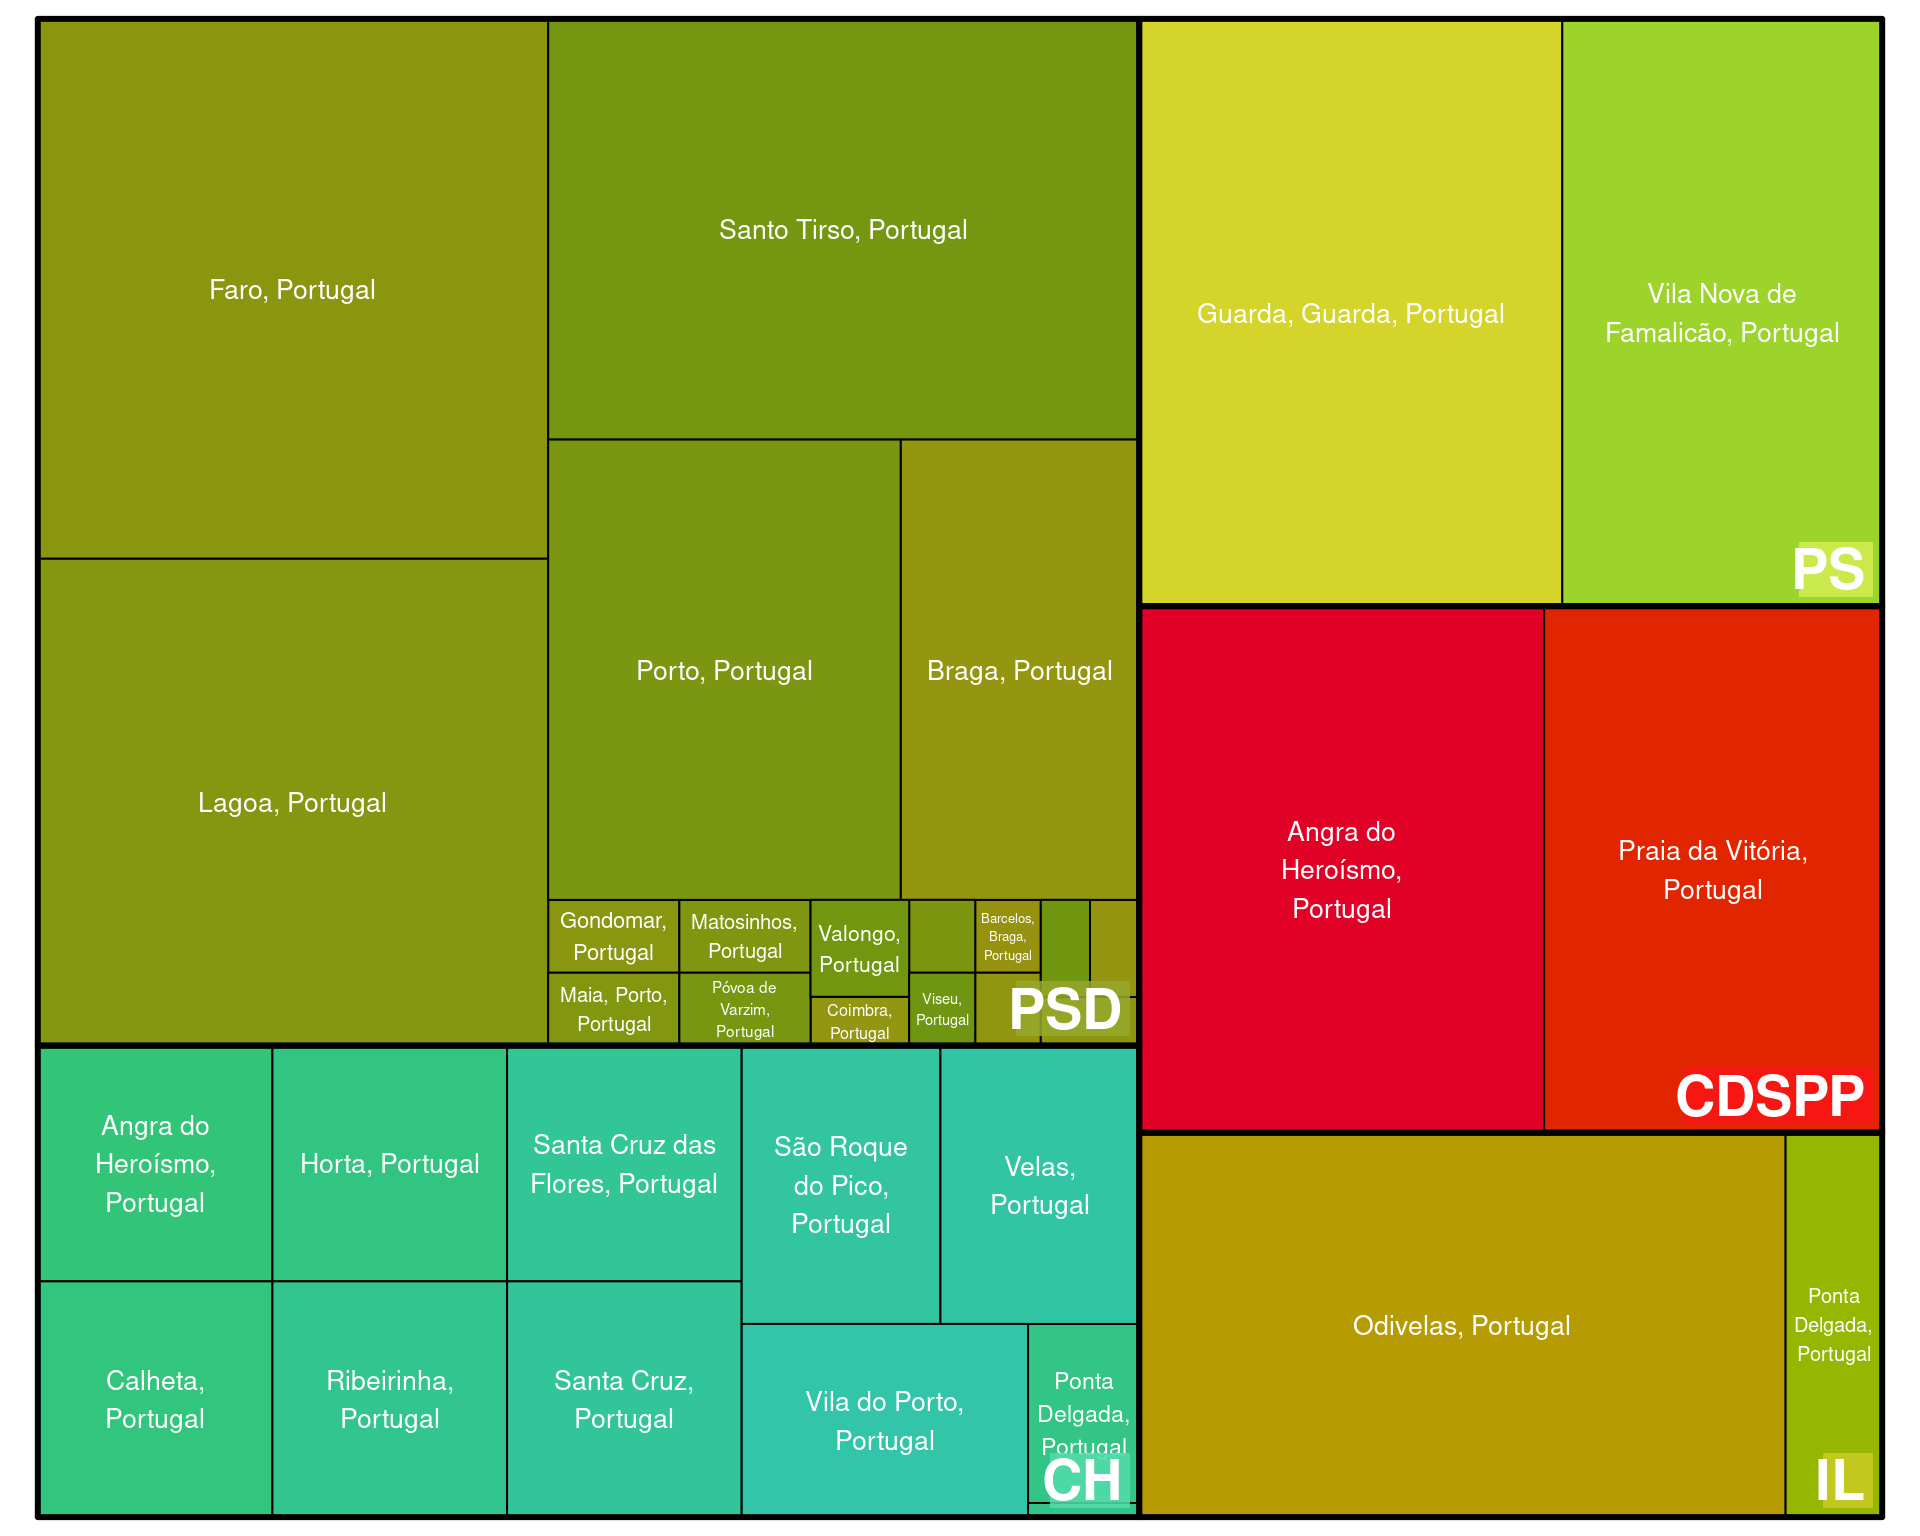 Faro, Portugal
Santo Tirso, Portugal
Lagoa, Portugal
Porto, Portugal
Braga, Portugal
Gondomar,
Portugal
Matosinhos,
Portugal
Valongo,
Portugal
Barcelos,
Braga,
Portugal
Maia, Porto,
Portugal
Póvoa de
Varzim,
Portugal
Coimbra,
Portugal
Viseu,
Portugal
PSD
Guarda, Guarda, Portugal
Vila Nova de
Famalicão, Portugal
PS
Angra do
Heroísmo,
Portugal
Praia da Vitória,
Portugal
CDSPP
Angra do
Heroísmo,
Portugal
Horta, Portugal
Santa Cruz das
Flores, Portugal
São Roque
do Pico,
Portugal
Velas,
Portugal
Calheta,
Portugal
Ribeirinha,
Portugal
Santa Cruz,
Portugal
Vila do Porto,
Portugal
Ponta
Delgada,
Portugal
CH
Odivelas, Portugal
Ponta
Delgada,
Portugal
IL